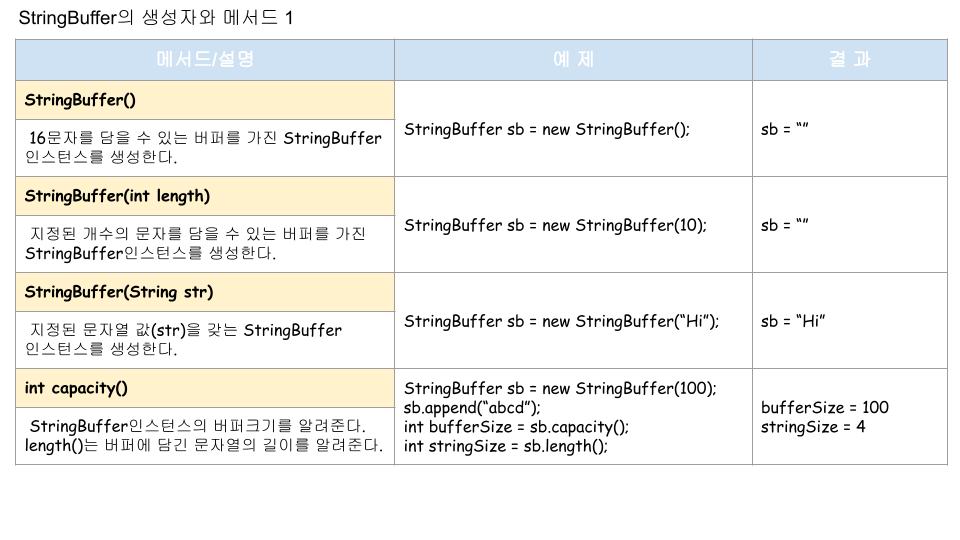 StringBuffer의 생성자와 메서드 1
메서드/설명
예 제
결 과
StringBuffer()
16문자를 담을 수 있는 버퍼를 가진 StringBuffer
인스턴스를 생성한다.
StringBuffer sb = new StringBuffer();
sb = “”
StringBuffer(int length)
지정된 개수의 문자를 담을 수 있는 버퍼를 가진
StringBuffer인스턴스를 생성한다.
StringBuffer sb = new StringBuffer(10);
sb = “”
StringBuffer(String str)
지정된 문자열 값(str)을 갖는 StringBuffer
인스턴스를 생성한다.
StringBuffer sb = new StringBuffer(“Hi”);
sb = “Hi”
int capacity()
StringBuffer인스턴스의 버퍼크기를 알려준다.
length()는 버퍼에 담긴 문자열의 길이를 알려준다.
StringBuffer sb = new StringBuffer(100);
sb.append(“abcd”);
int bufferSize = sb.capacity();
int stringSize = sb.length();
bufferSize = 100
stringSize = 4